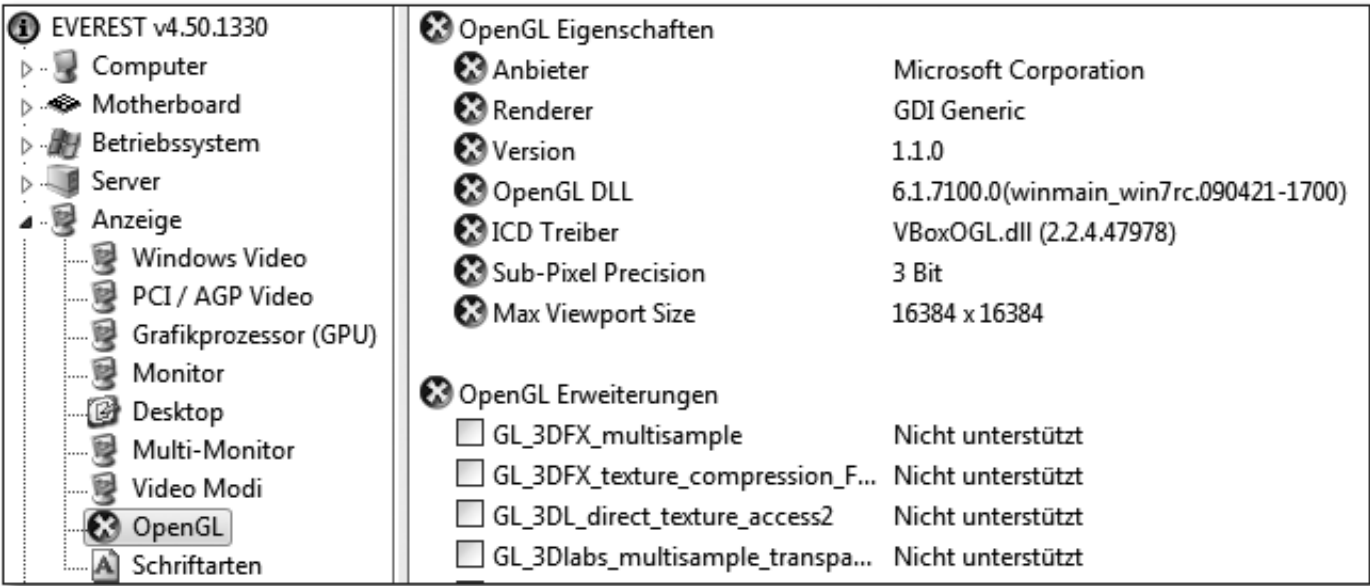 EVEREST v4.50.1330
Computer
Motherboard
Betriebssystem
Server
Anzeige
Windows Video
PCI / AGP Video
Grafikprozessor (GPU)
Monitor
Desktop
Multi-Monitor
Video Modi
OpenGL
Schriftarten
OpenGL Eigenschaften
Anbieter Microsoft Corporation
Renderer GDI Generic
Version 1.1.0
OpenGL DLL 6.1.7100.0(winmain_win7rc.090421-1700)
ICD Treiber VBoxOGL.dll (2.2.4.47978)
Sub-Pixel Precision 3 Bit
Max Viewport Size 16384 x 16384
OpenGL Erweiterungen
GL_3DFX_multisample Nicht unterstützt
GL_3DFX_texture_compression_F... Nicht unterstützt
GL_3DL_direct_texture_access2 Nicht unterstützt
GL_3Dlabs_multisample_transpa... Nicht unterstützt